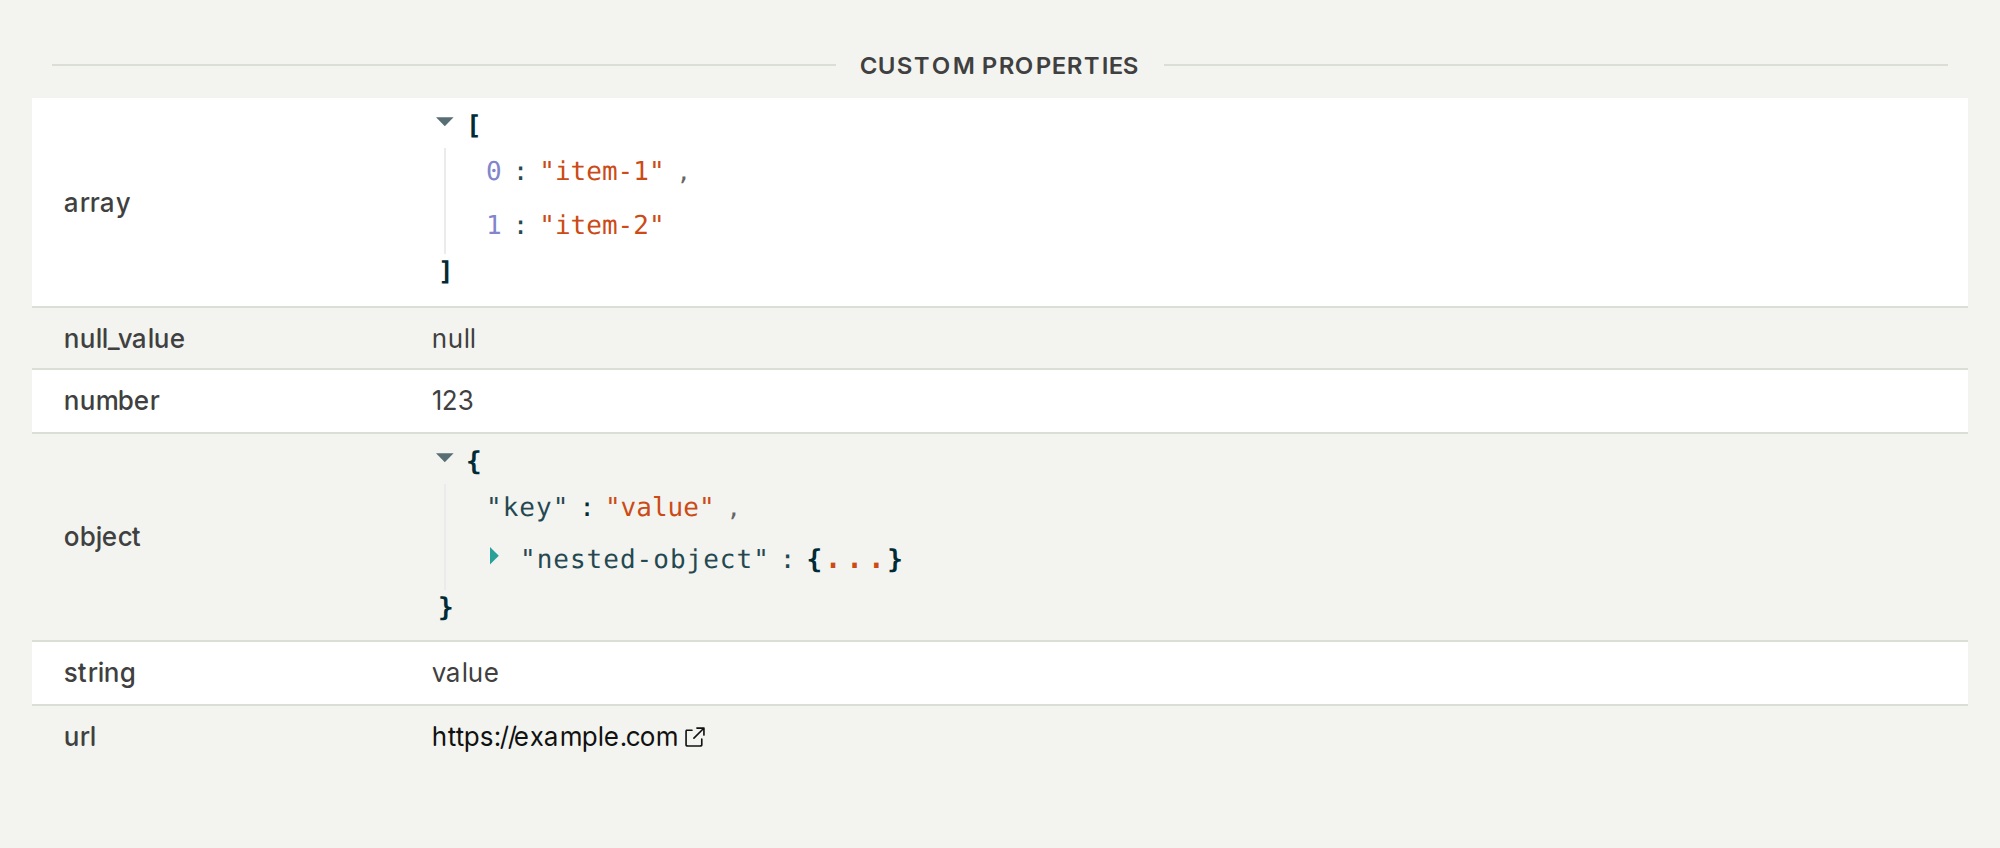 CUSTOM PROPERTIES
array
[
0 : "item-1" ,
1 : "item-2"
]
null_value null
number 123
object
{
"key" : "value" ,
"nested-object" : {...}
}
string value
url https://example.com